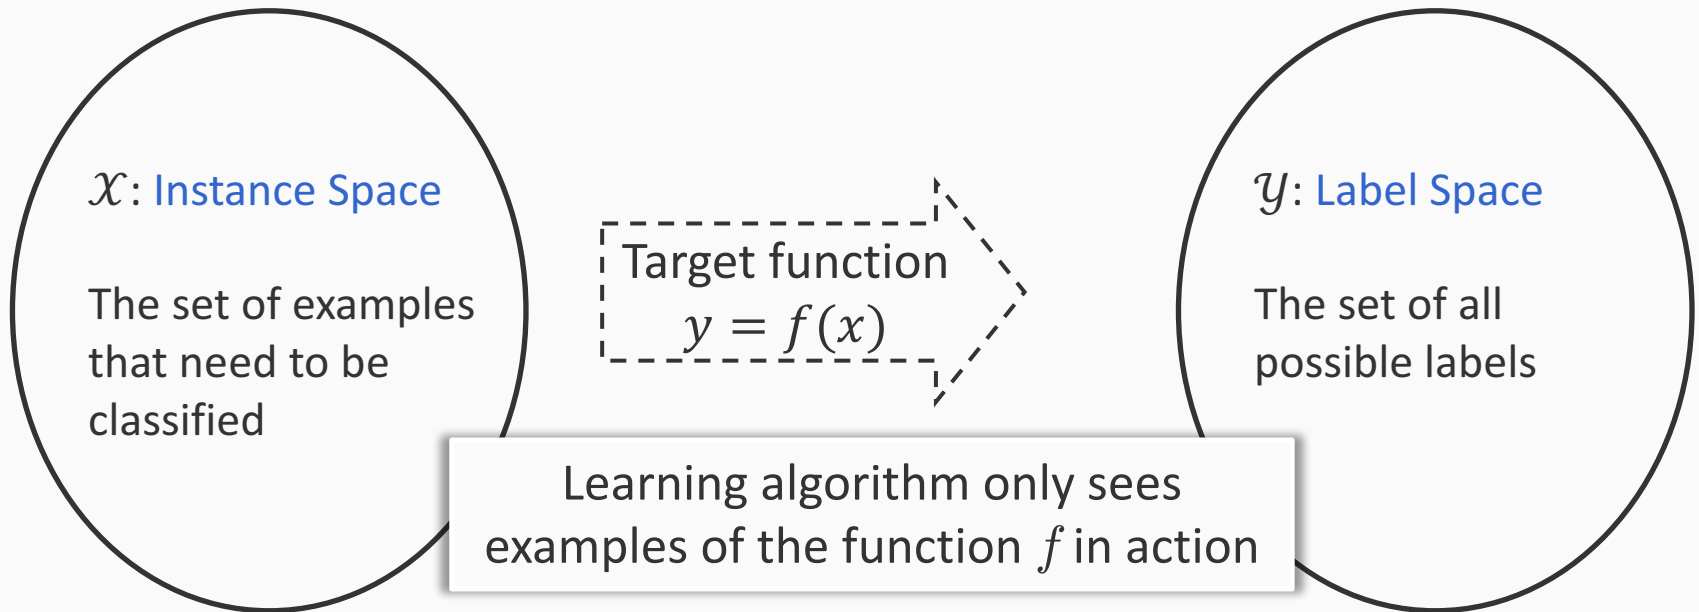 𝒳: Instance Space
The set of examples
that need to be
classified
Target function
y = f(x)
𝒴: Label Space
The set of all
possible labels
Learning algorithm only sees
examples of the function f in action